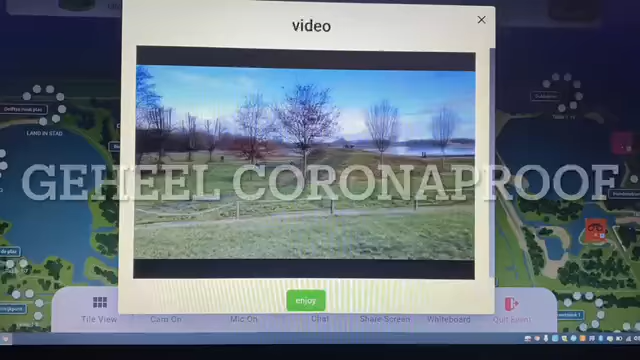 video
LAND IN STAD
GEHEEL CORONAPROOF
enjoy
Tile View
Cam On
Mic On
Chat
Share Screen
Whiteboard
Quit Event